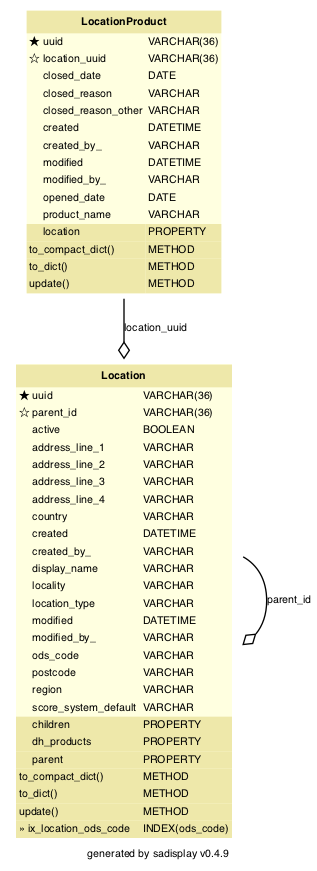 LocationProduct
★ uuid VARCHAR(36)
☆ location_uuid VARCHAR(36)
closed_date DATE
closed_reason VARCHAR
closed_reason_other VARCHAR
created DATETIME
created_by_ VARCHAR
modified DATETIME
modified_by_ VARCHAR
opened_date DATE
product_name VARCHAR
location PROPERTY
to_compact_dict() METHOD
to_dict() METHOD
update() METHOD
location_uuid
Location
★ uuid VARCHAR(36)
☆ parent_id VARCHAR(36)
active BOOLEAN
address_line_1 VARCHAR
address_line_2 VARCHAR
address_line_3 VARCHAR
address_line_4 VARCHAR
country VARCHAR
created DATETIME
created_by_ VARCHAR
display_name VARCHAR
locality VARCHAR
location_type VARCHAR
modified DATETIME
modified_by_ VARCHAR
ods_code VARCHAR
postcode VARCHAR
region VARCHAR
score_system_default VARCHAR
children PROPERTY
dh_products PROPERTY
parent PROPERTY
to_compact_dict() METHOD
to_dict() METHOD
update() METHOD
» ix_location_ods_code INDEX(ods_code)
parent_id
generated by sadisplay v0.4.9